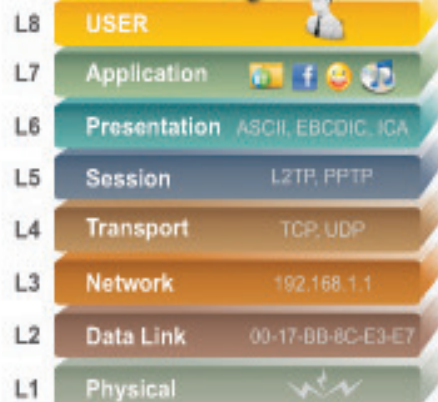 L8 USER
L7 Application
L6 Presentation ASCII, EBCDIC, ICA
L5 Session L2TP, PPTP
L4 Transport TCP, UDP
L3 Network 192.168.1.1
L2 Data Link 00-17-BB-8C-E3-E7
L1 Physical